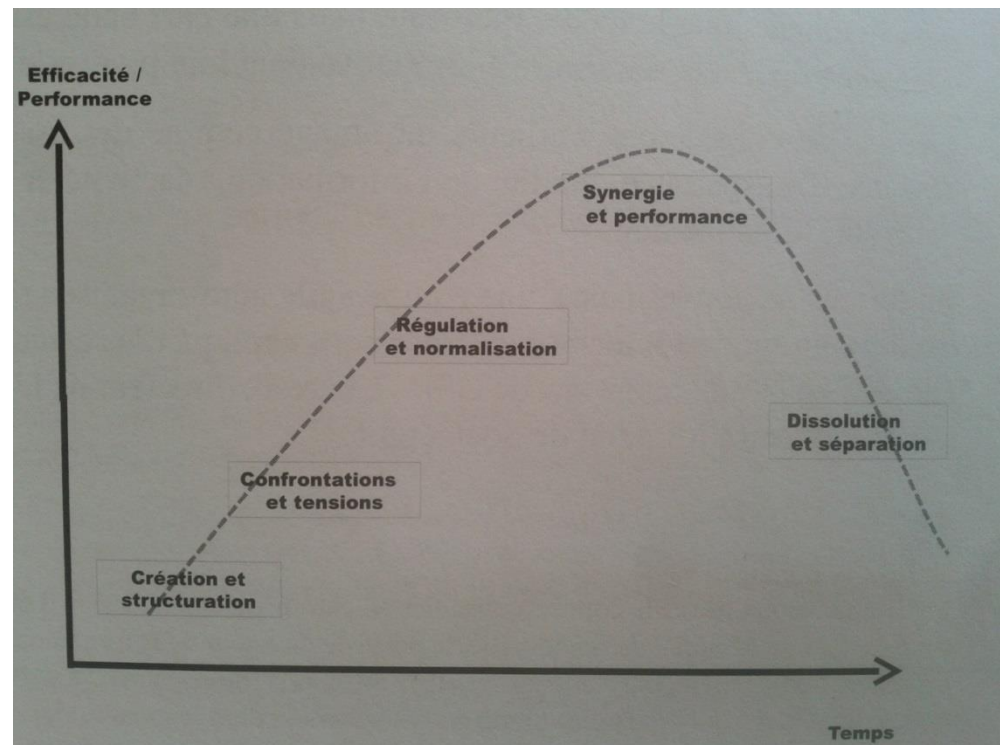 Efficacité /
Performance
Synergie
et performance
Régulation
et normalisation
Dissolution
et séparation
Confrontations
et tensions
Création et
structuration
Temps